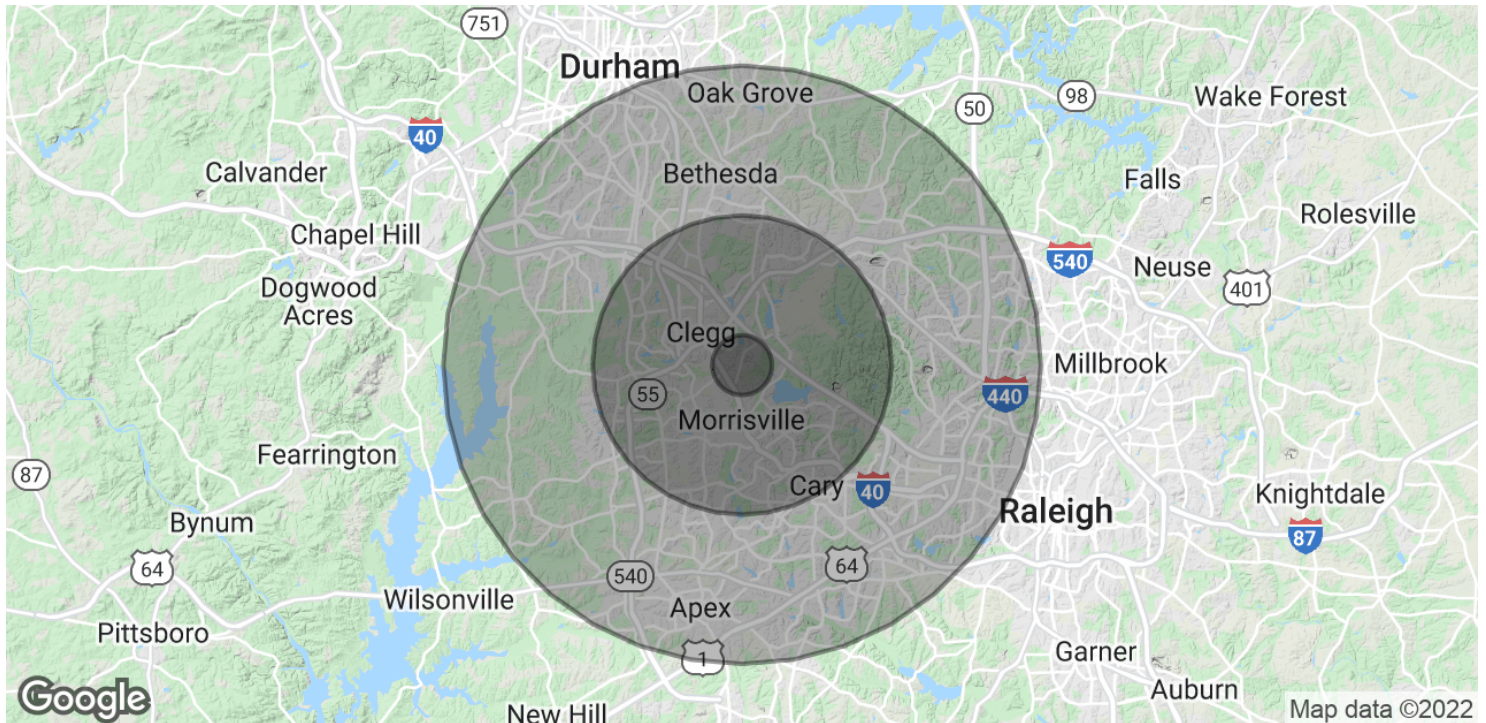 751
Durham
Oak Grove
50
98
Wake Forest
40
Calvander
Bethesda
Falls
Rolesville
Chapel Hill
540
Neuse
401
Dogwood
Acres
Clegg
Millbrook
55
440
Morrisville
Fearrington
87
Cary
40
Knightdale
Bynum
Raleigh
87
64
540
64
Wilsonville
Apex
Pittsboro
1
Garner
Auburn
Google
New Hill
Map data ©2022